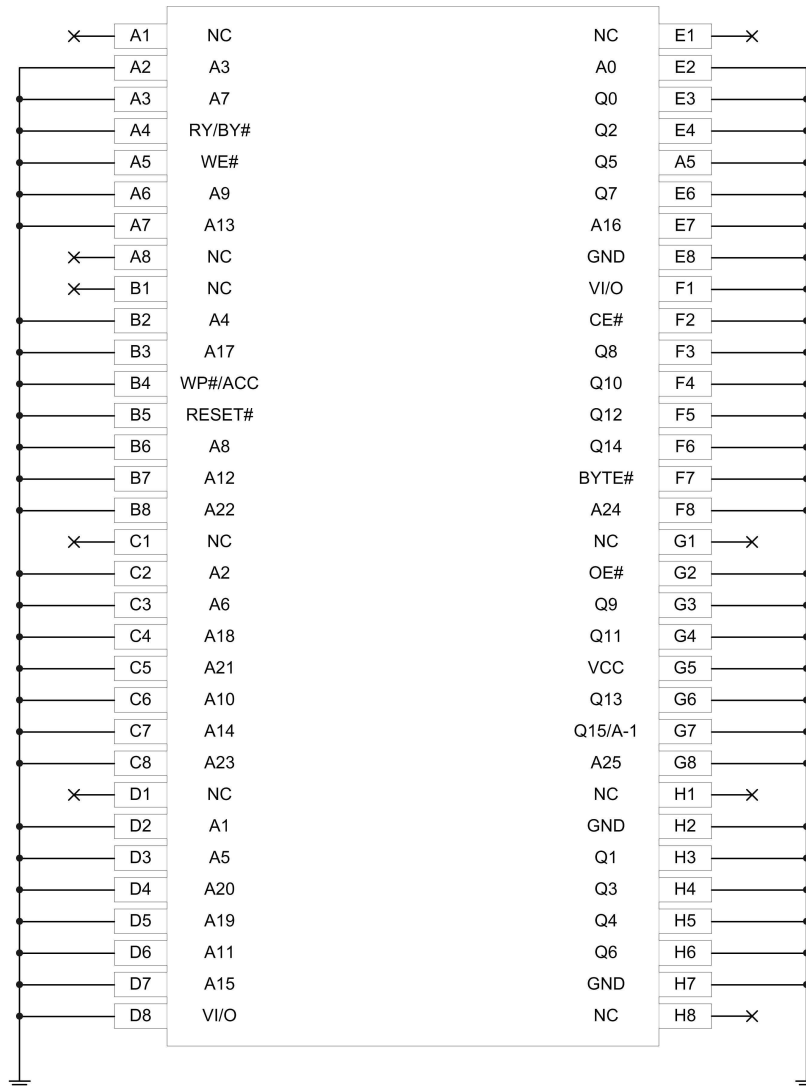 A1 NC NC E1
A2 A3 A0 E2
A3 A7 Q0 E3
A4 RY/BY# Q2 E4
A5 WE# Q5 A5
A6 A9 Q7 E6
A7 A13 A16 E7
A8 NC GND E8
B1 NC VI/O F1
B2 A4 CE# F2
B3 A17 Q8 F3
B4 WP#/ACC Q10 F4
B5 RESET# Q12 F5
B6 A8 Q14 F6
B7 A12 BYTE# F7
B8 A22 A24 F8
C1 NC NC G1
C2 A2 OE# G2
C3 A6 Q9 G3
C4 A18 Q11 G4
C5 A21 VCC G5
C6 A10 Q13 G6
C7 A14 Q15/A-1 G7
C8 A23 A25 G8
D1 NC NC H1
D2 A1 GND H2
D3 A5 Q1 H3
D4 A20 Q3 H4
D5 A19 Q4 H5
D6 A11 Q6 H6
D7 A15 GND H7
D8 VI/O NC H8